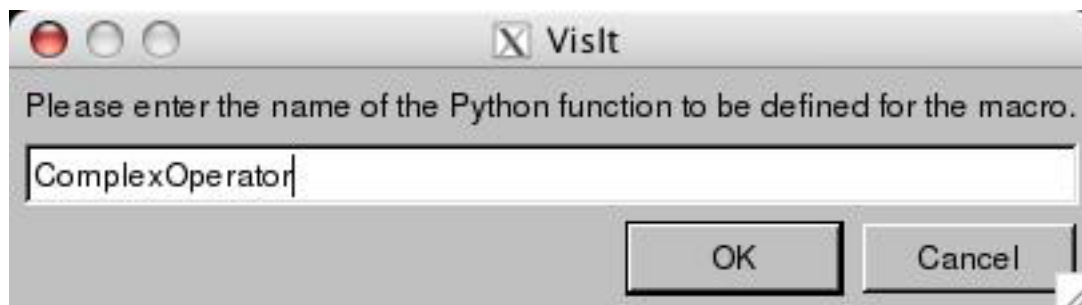 VisIt
Please enter the name of the Python function to be defined for the macro.
ComplexOperator
OK
Cancel